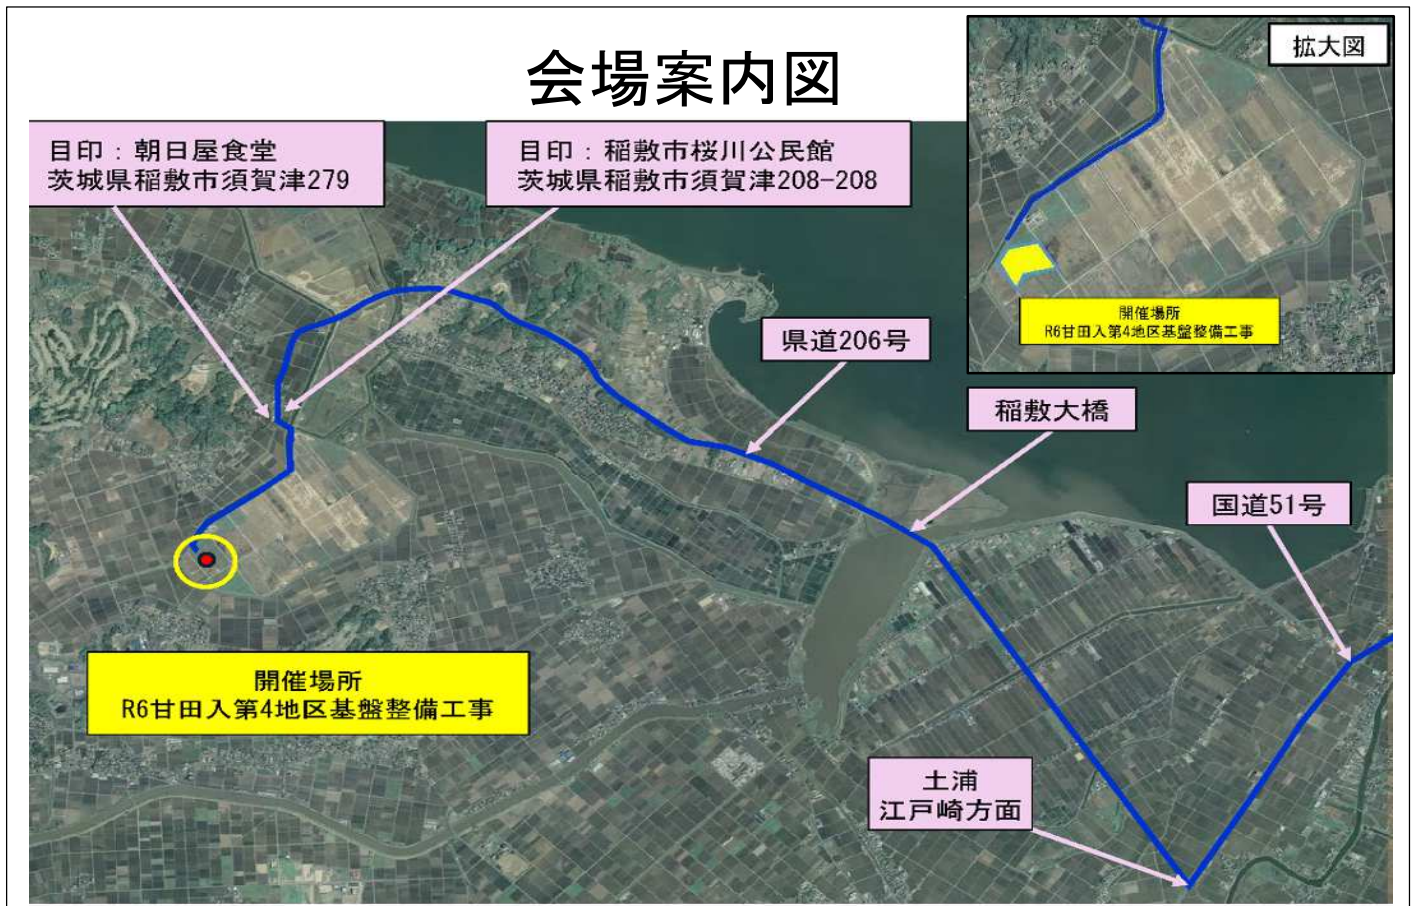 会場案内図
拡大図
目印：朝日屋食堂
茨城県稲敷市須賀津279
目印：稲敷市桜川公民館
茨城県稲敷市須賀津208-208
開催場所
R6甘田入第4地区基盤整備工事
県道206号
稲敷大橋
国道51号
開催場所
R6甘田入第4地区基盤整備工事
土浦
江戸崎方面